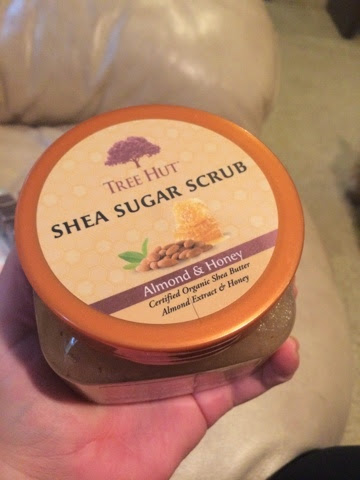 TREE HUT
SHEA SUGAR SCRUB
Almond & Honey
Certified Organic Shea Butter
Almond Extract & Honey